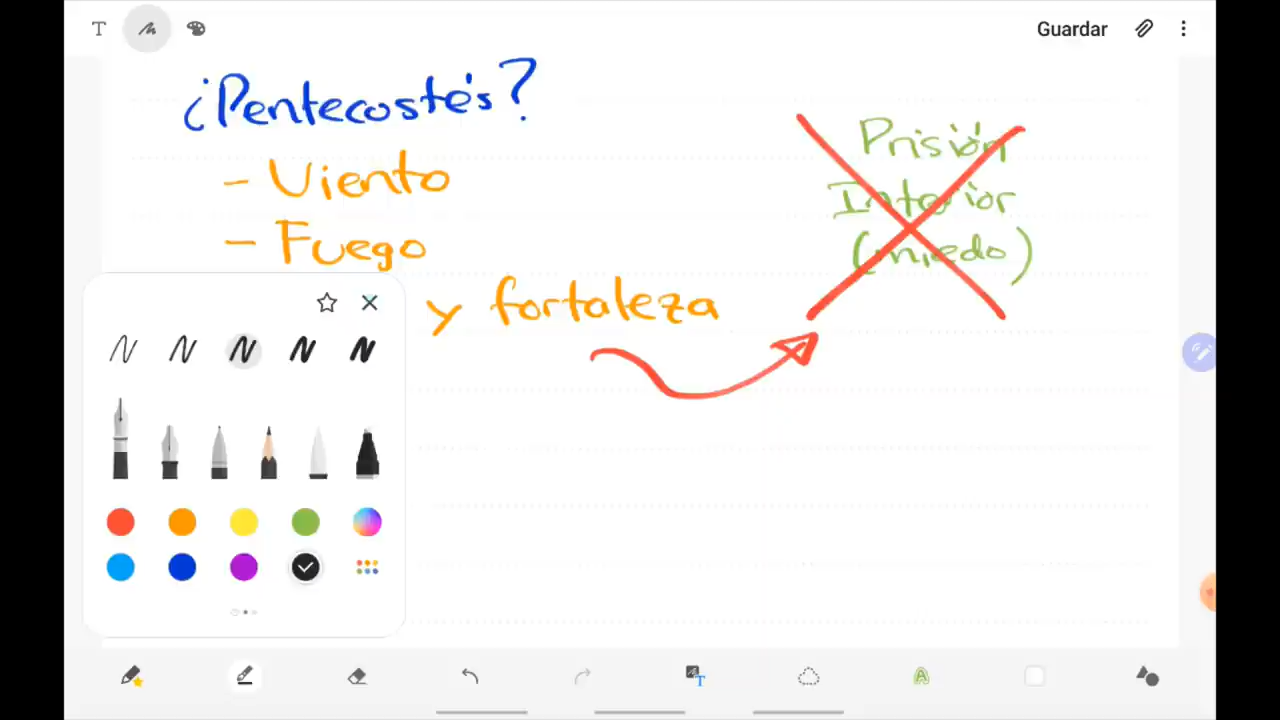 T
Guardar
¿Pentecostés?
- Viento
- Fuego
y fortaleza
Prisión
Interior
(miedo)